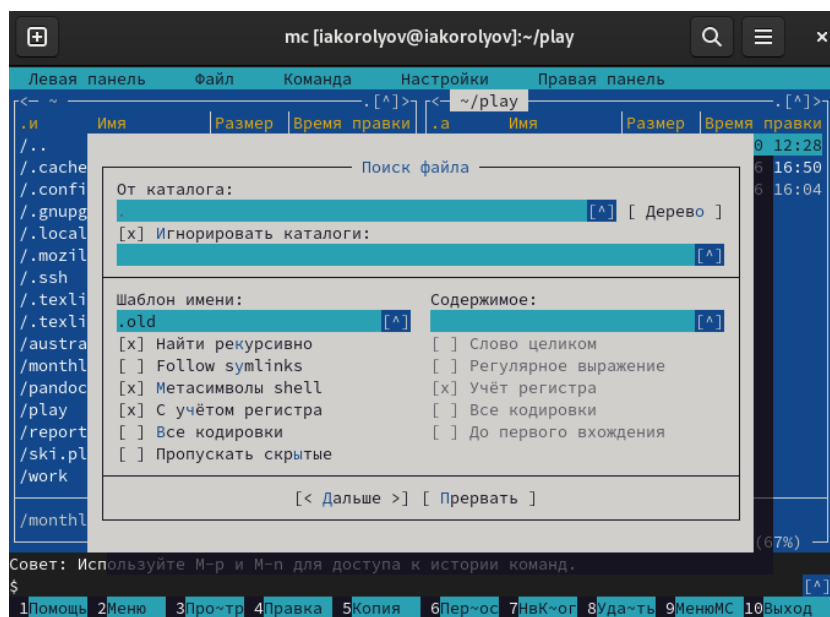 mc [iakorolyov@iakorolyov]:~/play
Левая панель Файл Команда Настройки Правая панель
<— ~ .[^]> <— ~/play .[^]>
.и Имя Размер Время правки .а Имя Размер Время правки
/.. 0 12:28
/.cache Поиск файла 6 16:50
/.confi От каталога: 6 16:04
/.gnupg . [^] [ Дерево ]
/.local [x] Игнорировать каталоги:
/.mozil [^]
/.ssh
/.texli Шаблон имени: Содержимое:
/.texli .old [^] [^]
/austra [x] Найти рекурсивно [ ] Слово целиком
/monthl [ ] Follow symlinks [ ] Регулярное выражение
/pandoc [x] Метасимволы shell [x] Учёт регистра
/play [x] С учётом регистра [ ] Все кодировки
/report [ ] Все кодировки [ ] До первого вхождения
/ski.pl [ ] Пропускать скрытые
/work
[< Дальше >] [ Прервать ]
/monthl
(67%)
Совет: Используйте M-p и M-n для доступа к истории команд.
$ [^]
1Помощь 2Меню 3Про~тр 4Правка 5Копия 6Пер~ос 7НвК~ог 8Уда~ть 9МенюMC 10Выход